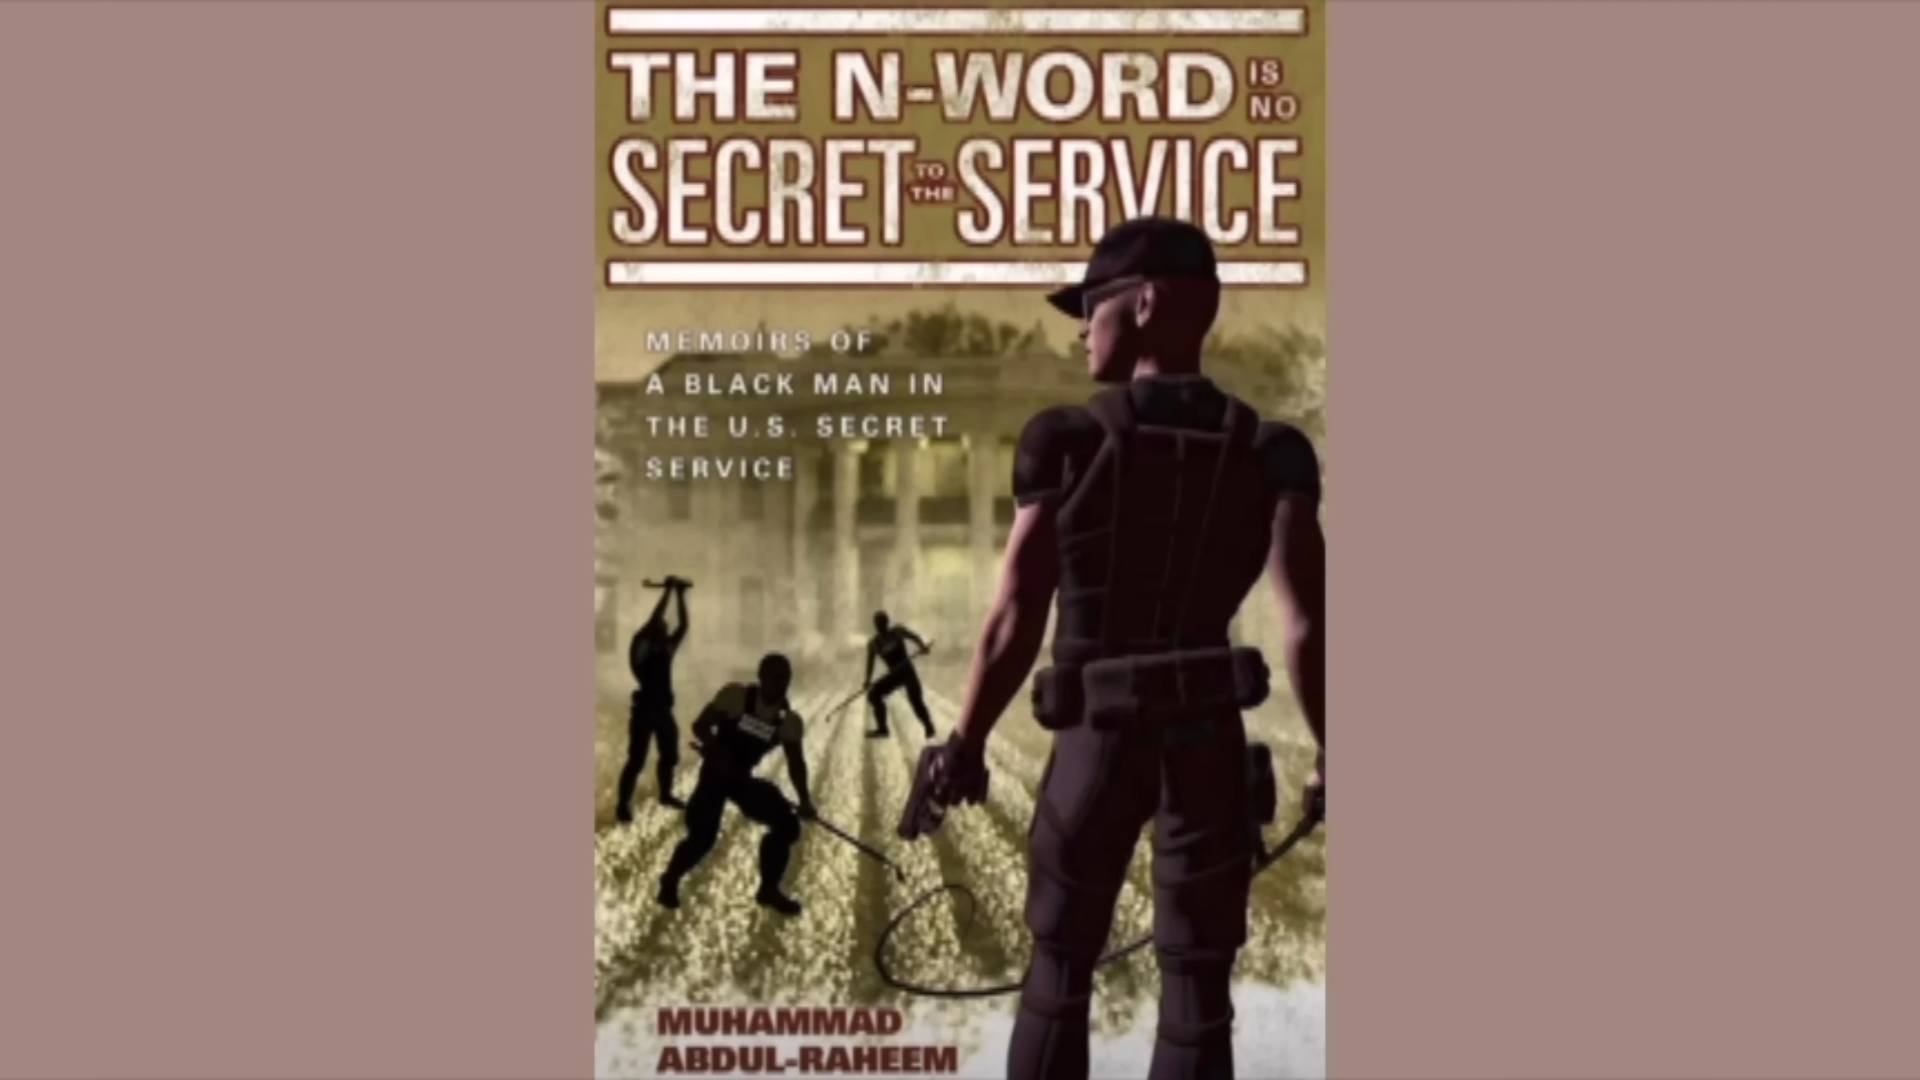 THE N-WORD IS NO
SECRET TO THE SERVICE
MEMOIRS OF
A BLACK MAN IN
THE U.S. SECRET
SERVICE
MUHAMMAD
ABDUL-RAHEEM